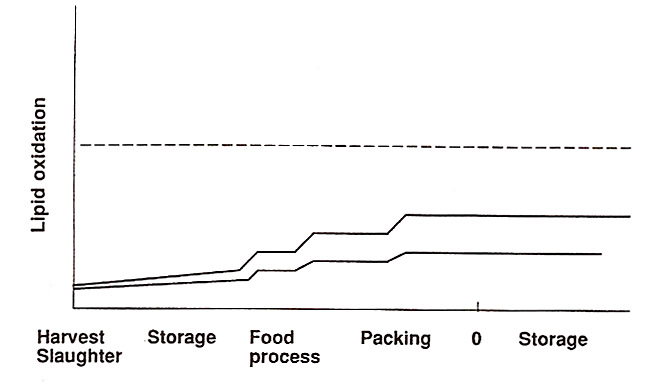 Lipid oxidation
Harvest Storage Food Packing 0 Storage
Slaughter process